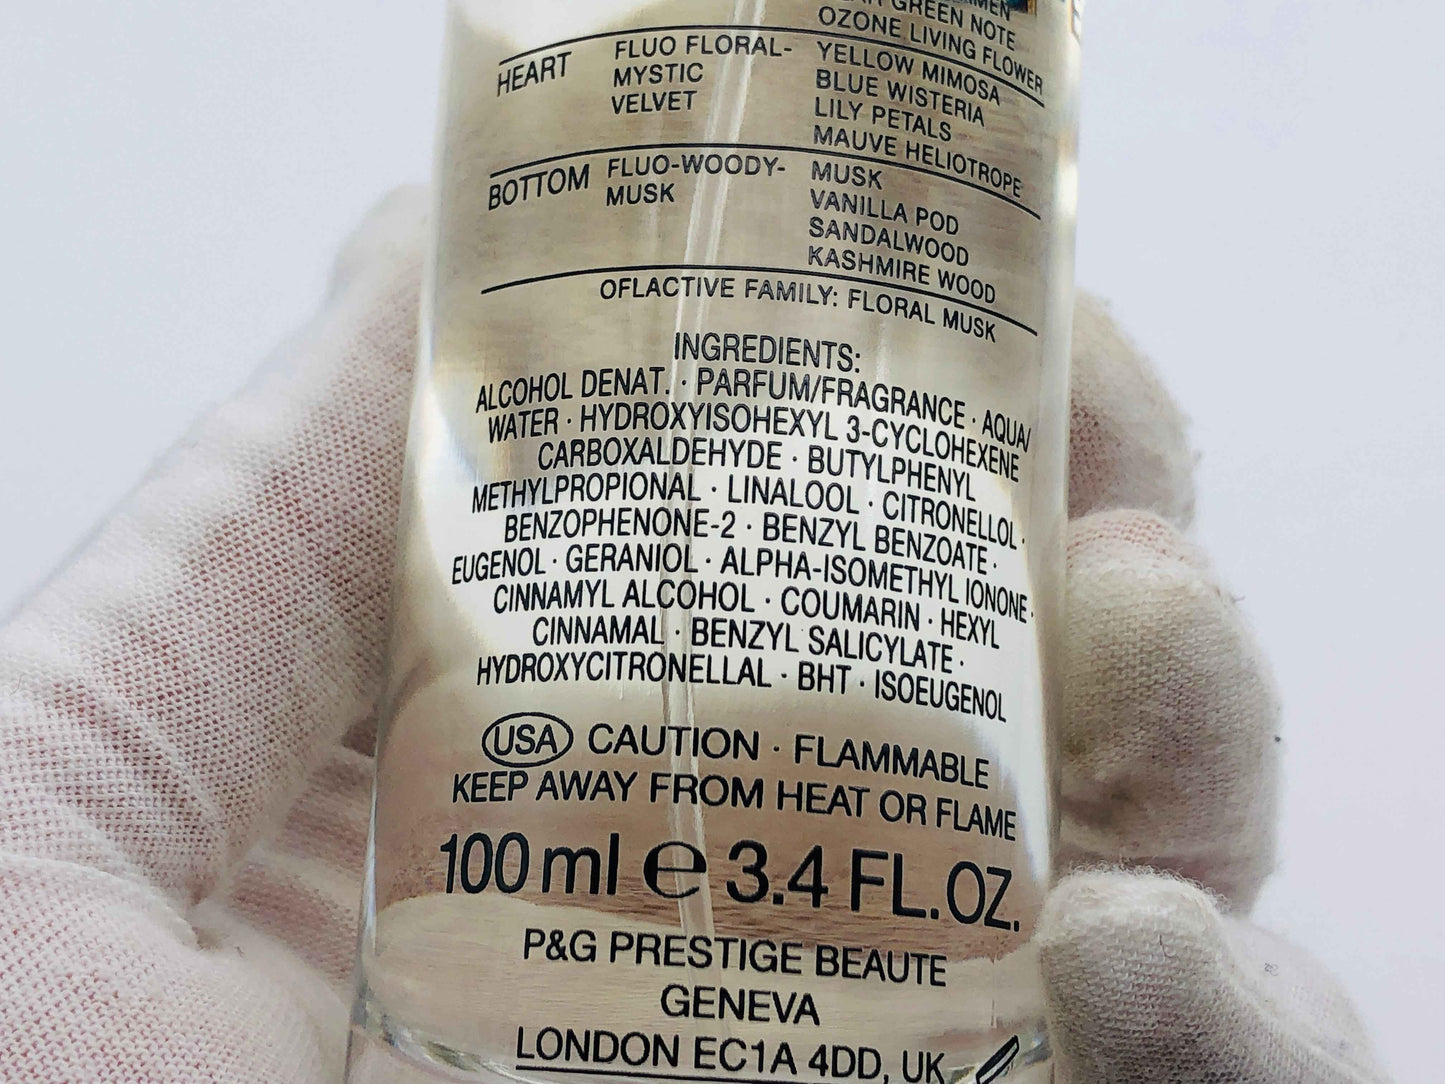 GREEN NOTE
OZONE LIVING FLOWER
HEART FLUO FLORAL- YELLOW MIMOSA
MYSTIC BLUE WISTERIA
VELVET LILY PETALS
MAUVE HELIOTROPE
BOTTOM FLUO-WOODY- MUSK
MUSK VANILLA POD
SANDALWOOD
KASHMIRE WOOD
OFLACTIVE FAMILY: FLORAL MUSK
INGREDIENTS:
ALCOHOL DENAT. · PARFUM/FRAGRANCE · AQUA/
WATER · HYDROXYISOHEXYL 3-CYCLOHEXENE
CARBOXALDEHYDE · BUTYLPHENYL
METHYLPROPIONAL · LINALOOL · CITRONELLOL ·
BENZOPHENONE-2 · BENZYL BENZOATE ·
EUGENOL · GERANIOL · ALPHA-ISOMETHYL IONONE ·
CINNAMYL ALCOHOL · COUMARIN · HEXYL
CINNAMAL · BENZYL SALICYLATE ·
HYDROXYCITRONELLAL · BHT · ISOEUGENOL
USA CAUTION · FLAMMABLE
KEEP AWAY FROM HEAT OR FLAME
100 ml e 3.4 FL.OZ.
P&G PRESTIGE BEAUTE
GENEVA
LONDON EC1A 4DD, UK